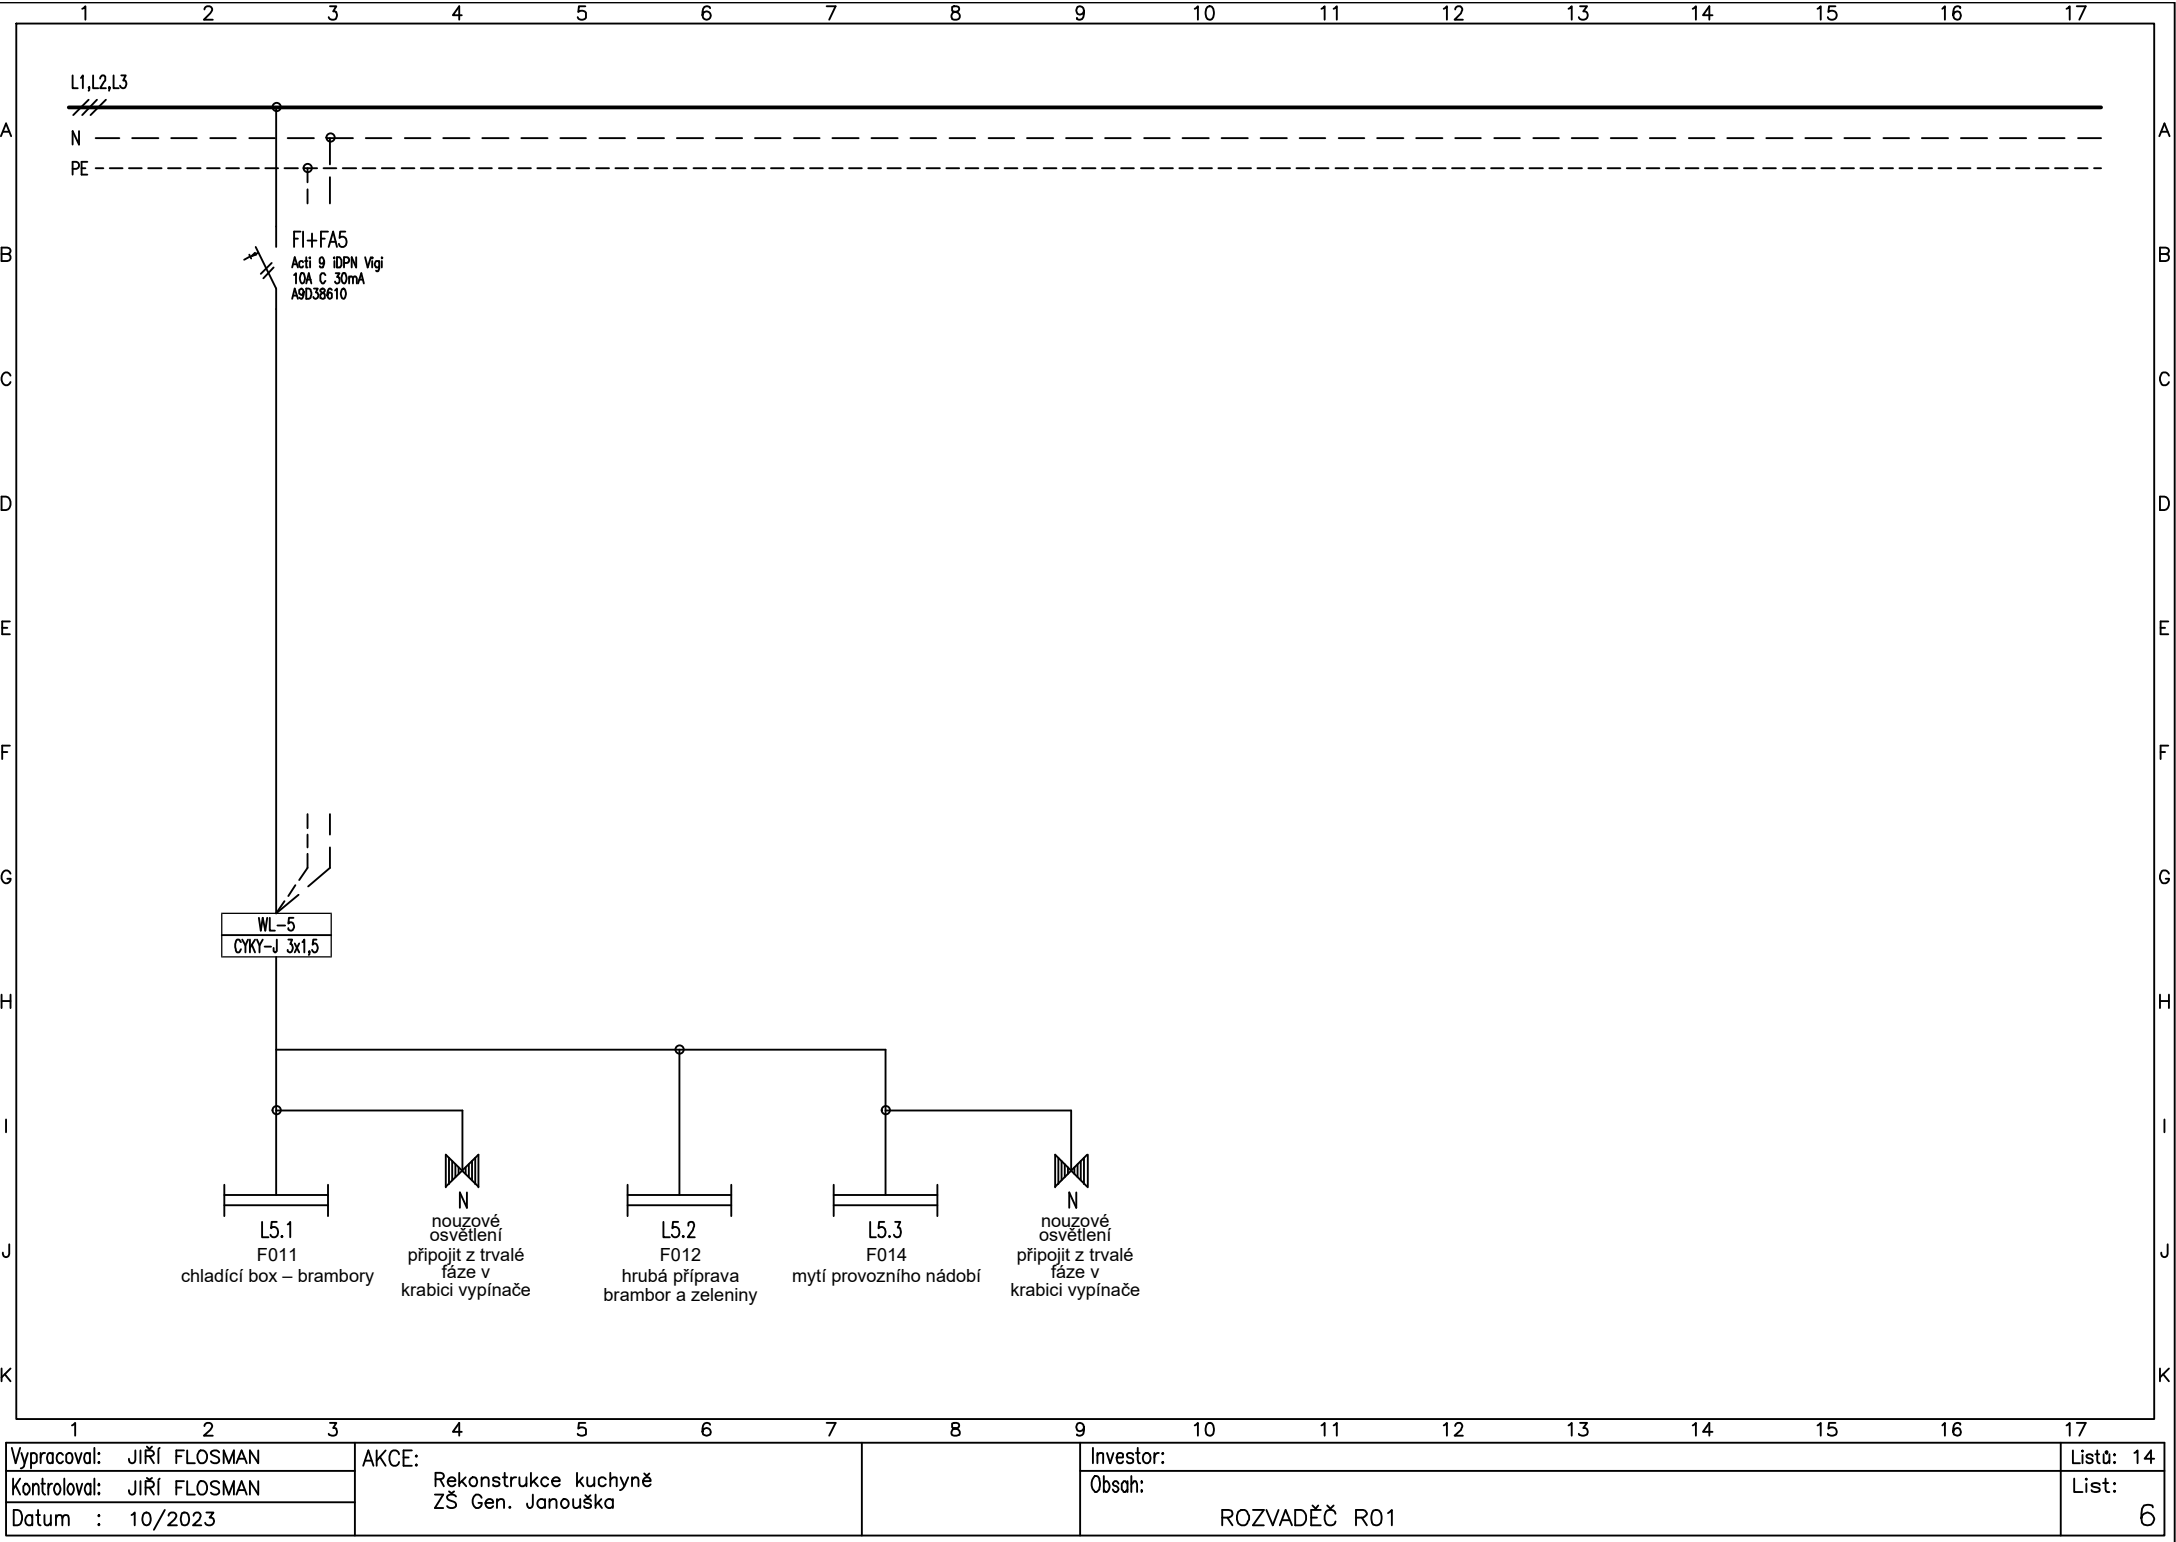 1 2 3 4 5 6 7 8 9 10 11 12 13 14 15 16 17
L1,L2,L3
A A
N
PE
FI+FA5
B B
Acti 9 iDPN Vigi
10A C 30mA
A9D38610
C C
D D
E E
F F
G G
WL-5
CYKY-J 3x1,5
H H
I I
L5.1
F011
chladící box – brambory
N
nouzové
osvětlení
připojit z trvalé
fáze v
krabici vypínače
L5.2
F012
hrubá příprava
brambor a zeleniny
L5.3
F014
mytí provozního nádobí
N
nouzové
osvětlení
připojit z trvalé
fáze v
krabici vypínače
J J
K K
1 2 3 4 5 6 7 8 9 10 11 12 13 14 15 16 17
Vypracoval: JIŘÍ FLOSMAN
Kontroloval: JIŘÍ FLOSMAN
Datum : 10/2023
AKCE:
Rekonstrukce kuchyně
ZŠ Gen. Janouška
Investor:
Obsah:
ROZVADĚČ R01
Listů: 14
List:
6